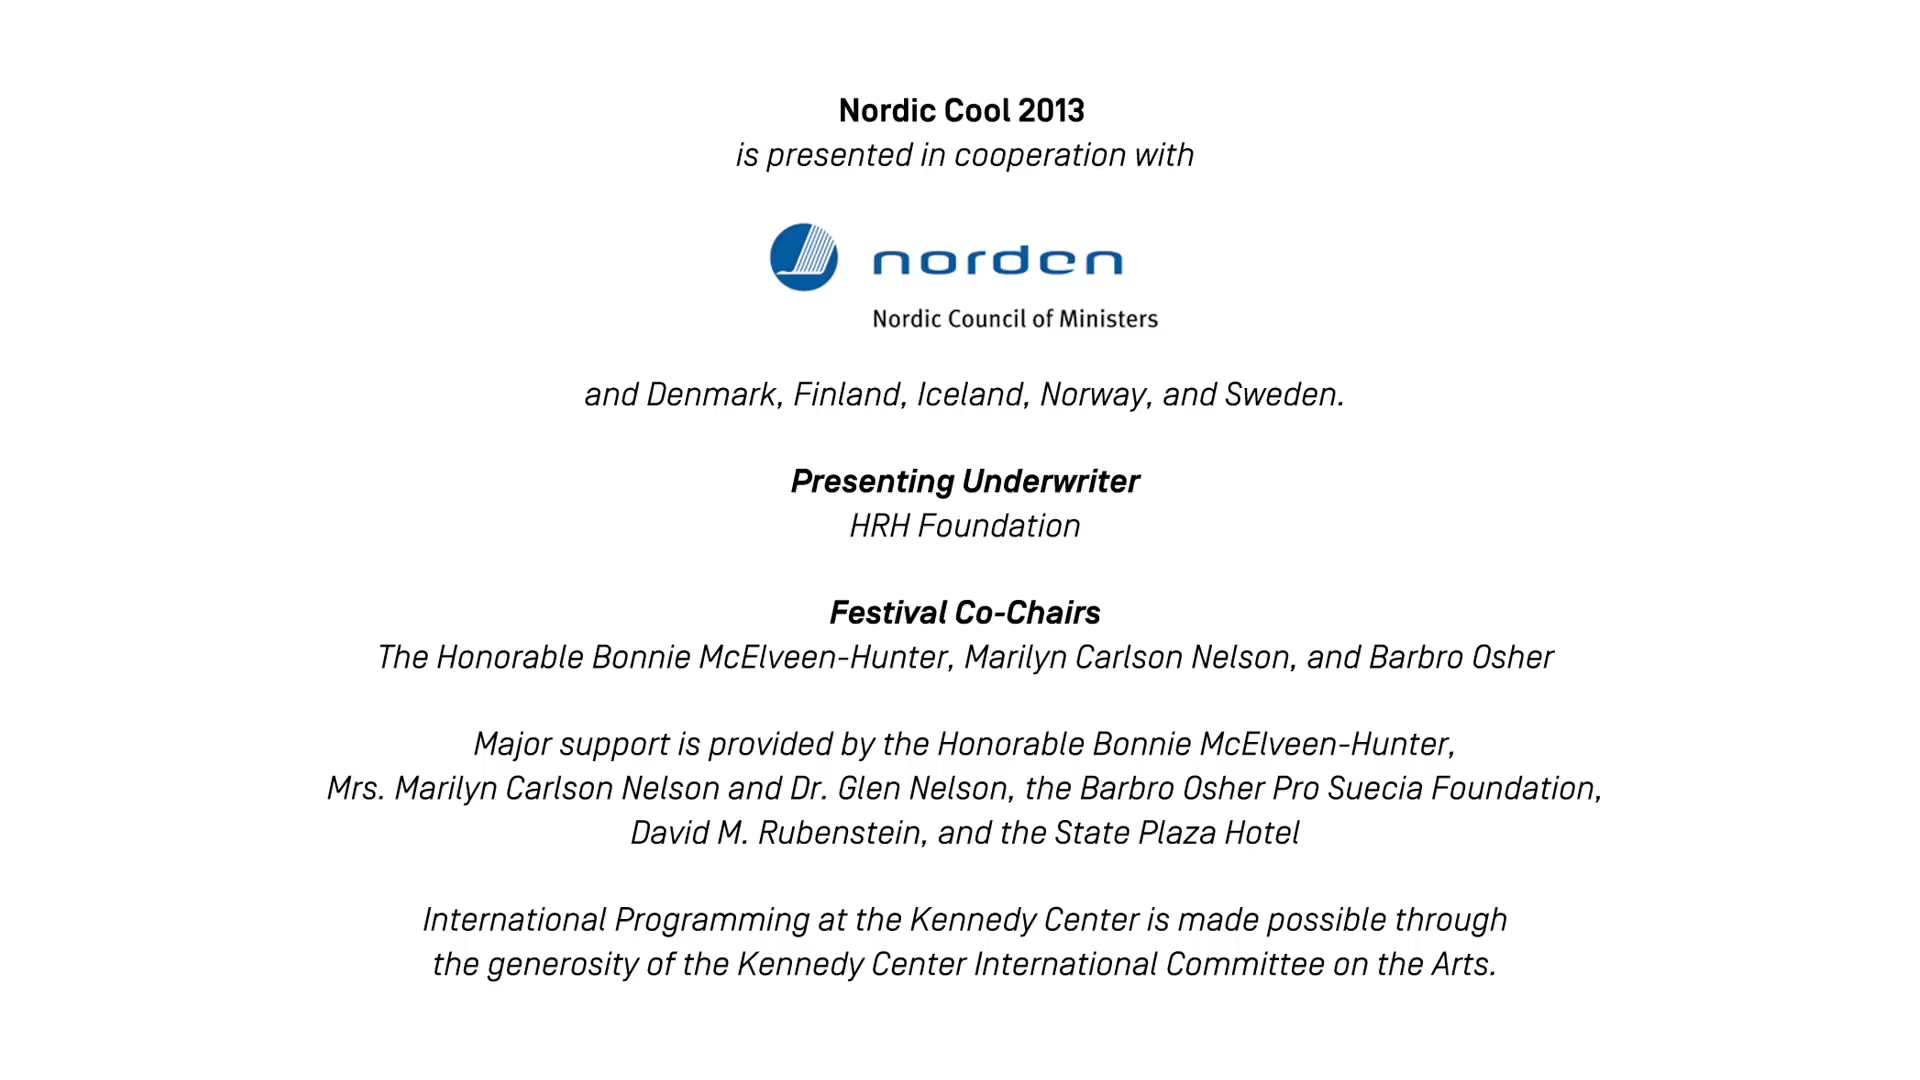 Nordic Cool 2013
is presented in cooperation with
norden
Nordic Council of Ministers
and Denmark, Finland, Iceland, Norway, and Sweden.
Presenting Underwriter
HRH Foundation
Festival Co-Chairs
The Honorable Bonnie McElveen-Hunter, Marilyn Carlson Nelson, and Barbro Osher
Major support is provided by the Honorable Bonnie McElveen-Hunter,
Mrs. Marilyn Carlson Nelson and Dr. Glen Nelson, the Barbro Osher Pro Suecia Foundation,
David M. Rubenstein, and the State Plaza Hotel
International Programming at the Kennedy Center is made possible through
the generosity of the Kennedy Center International Committee on the Arts.